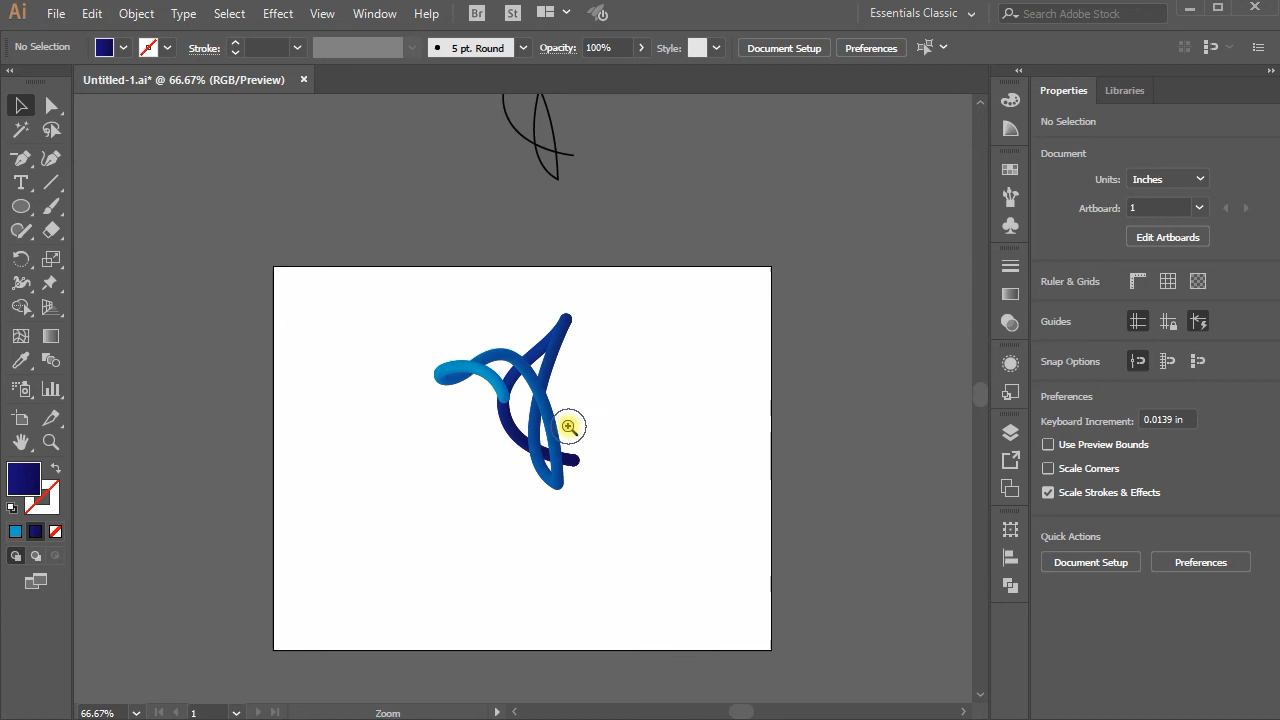 Ai File Edit Object Type Select Effect View Window Help Br St Essentials Classic Search Adobe Stock
No Selection Stroke: 5 pt. Round Opacity: 100% Style: Document Setup Preferences
Untitled-1.ai* @ 66.67% (RGB/Preview)
Properties Libraries
No Selection
Document
Units: Inches
Artboard: 1
Edit Artboards
Ruler & Grids
Guides
Snap Options
Preferences
Keyboard Increment: 0.0139 in
Use Preview Bounds
Scale Corners
Scale Strokes & Effects
Quick Actions
Document Setup Preferences
66.67% 1 Zoom